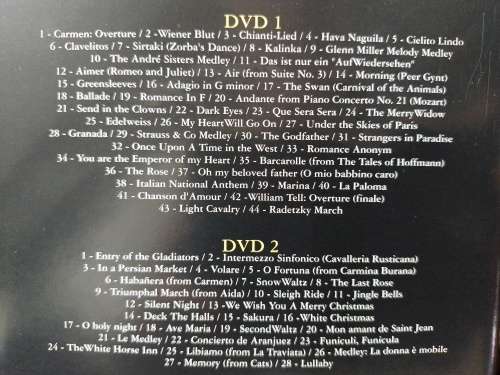 DVD 1
1 - Carmen: Overture / 2 -Wiener Blut / 3 - Chianti-Lied / 4 - Hava Naguila / 5 - Cielito Lindo
6 - Clavelitos / 7 - Sirtaki (Zorba's Dance) / 8 - Kalinka / 9 - Glenn Miller Melody Medley
10 - The André Sisters Medley / 11 - Das ist nur ein "AufWiedersehen"
12 - Aimer (Romeo and Juliet) / 13 - Air (from Suite No. 3) / 14 - Morning (Peer Gynt)
15 - Greensleeves / 16 - Adagio in G minor / 17 - The Swan (Carnival of the Animals)
18 - Ballade / 19 - Romance In F / 20 - Andante from Piano Concerto No. 21 (Mozart)
21 - Send in the Clowns / 22 - Dark Eyes / 23 - Que Sera Sera / 24 - The MerryWidow
25 - Edelweiss / 26 - My HeartWill Go On / 27 - Under the Skies of Paris
28 - Granada / 29 - Strauss & Co Medley / 30 - The Godfather / 31 - Strangers in Paradise
32 - Once Upon A Time in the West / 33 - Romance Anonym
34 - You are the Emperor of my Heart / 35 - Barcarolle (from The Tales of Hoffmann)
36 - The Rose / 37 - Oh my beloved father (O mio babbino caro)
38 - Italian National Anthem / 39 - Marina / 40 - La Paloma
41 - Chanson d'Amour / 42 -William Tell: Overture (finale)
43 - Light Cavalry / 44 - Radetzky March
DVD 2
1 - Entry of the Gladiators / 2 - Intermezzo Sinfonico (Cavalleria Rusticana)
3 - In a Persian Market / 4 - Volare / 5 - O Fortuna (from Carmina Burana)
6 - Habañera (from Carmen) / 7 - SnowWaltz / 8 - The Last Rose
9 - Triumphal March (from Aida) / 10 - Sleigh Ride / 11 - Jingle Bells
12 - Silent Night / 13 -We Wish You A Merry Christmas
14 - Deck The Halls / 15 - Sakura / 16 -White Christmas
17 - O holy night / 18 - Ave Maria / 19 - SecondWaltz / 20 - Mon amant de Saint Jean
21 - Le Medley / 22 - Concierto de Aranjuez / 23 - Funiculi, Funicula
24 - TheWhite Horse Inn / 25 - Libiamo (from La Traviata) / 26 - Medley: La donna è mobile
27 - Memory (from Cats) / 28 - Lullaby